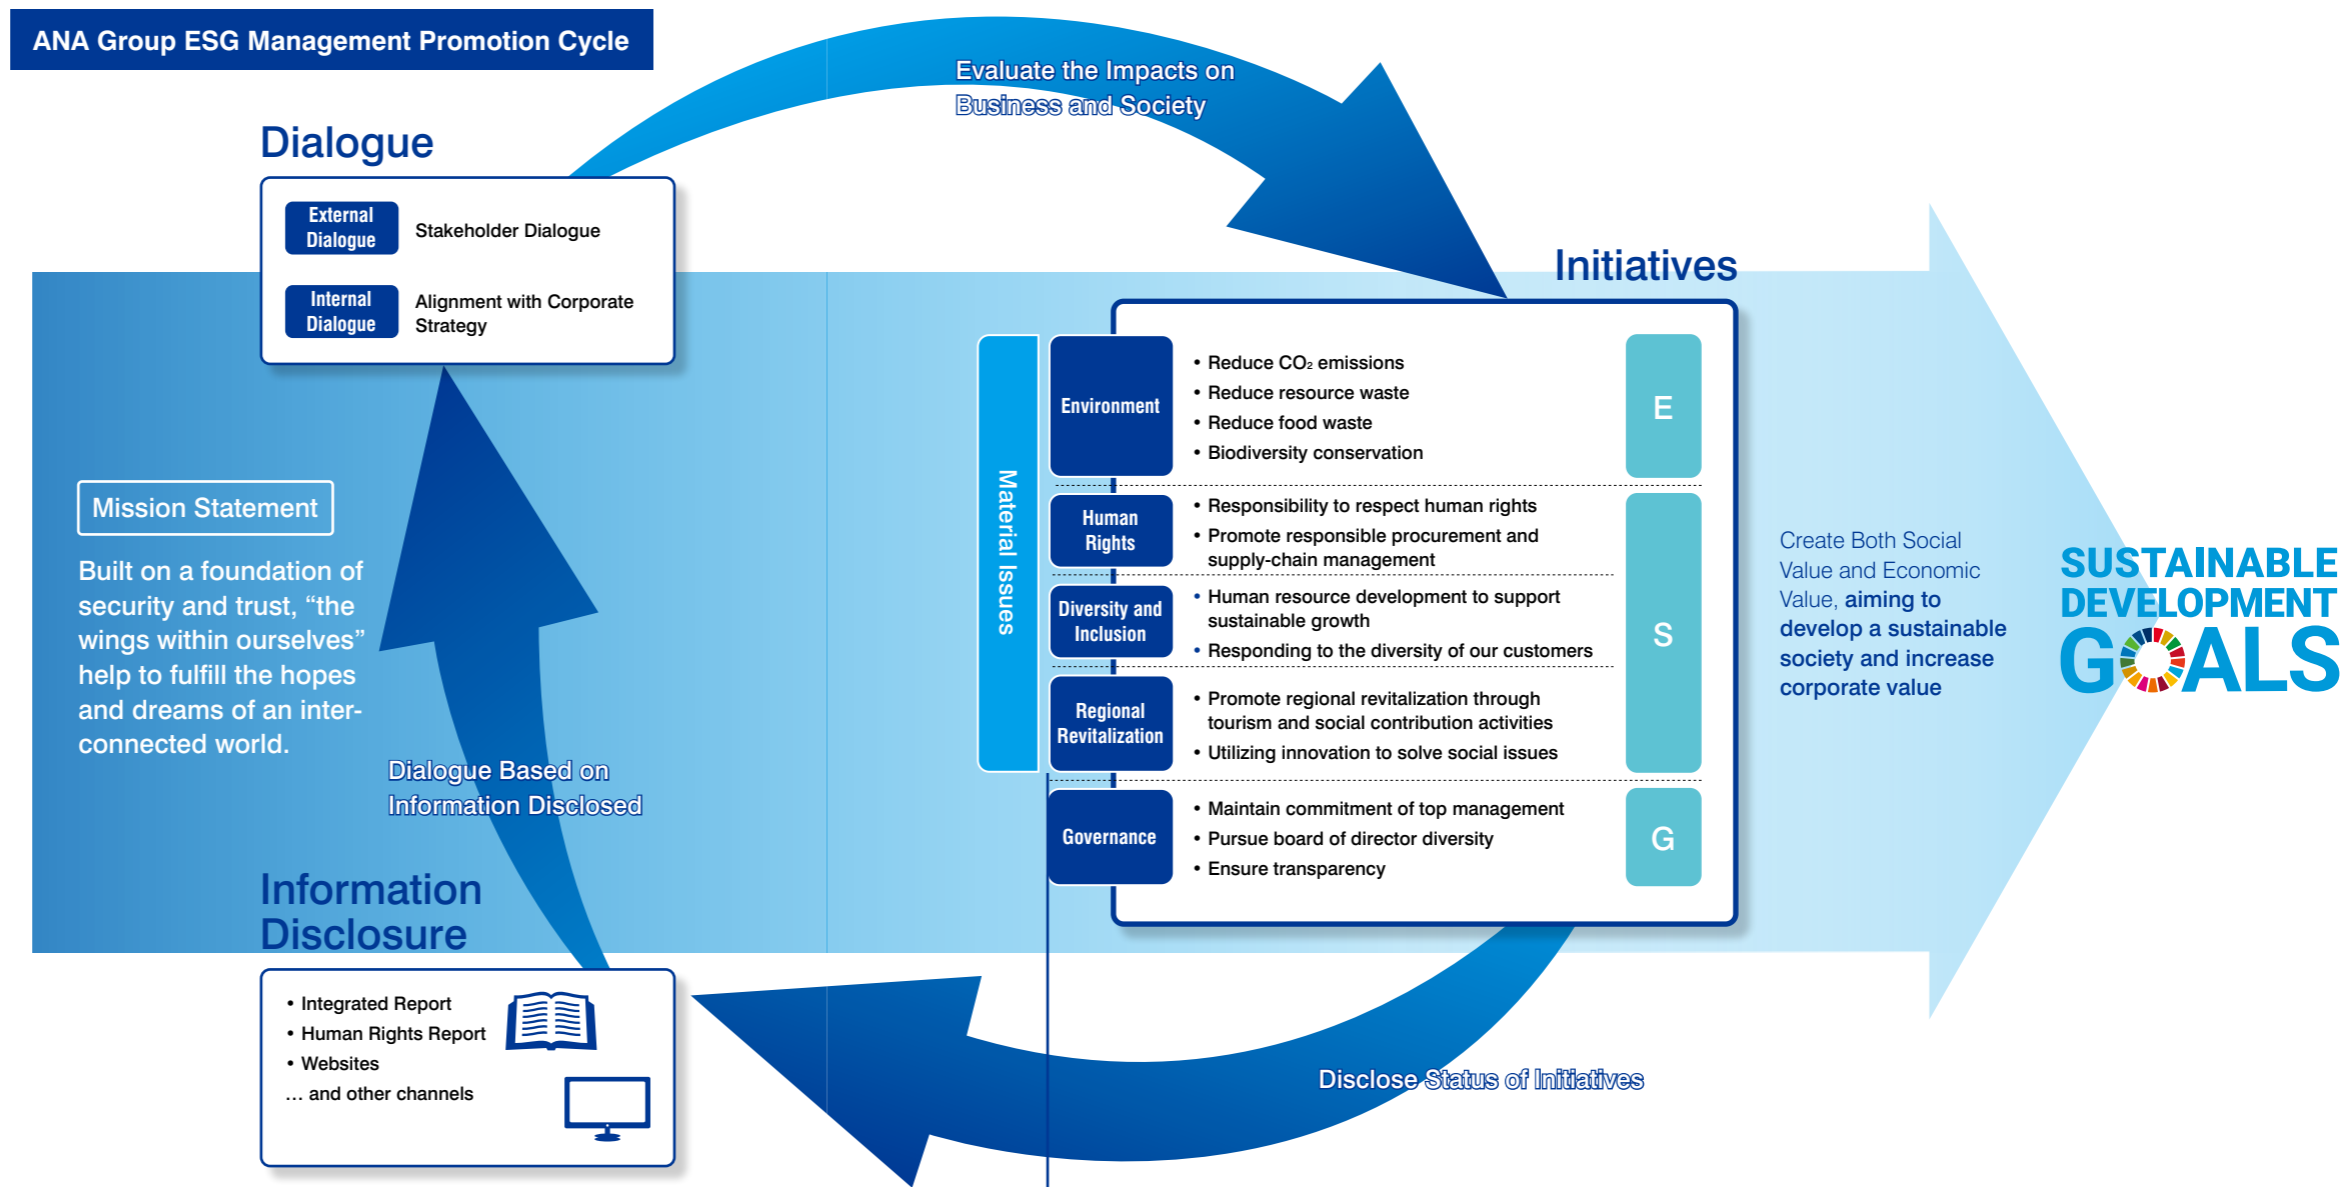 ANA Group ESG Management Promotion Cycle
Evaluate the Impacts on
Business and Society
Dialogue
External
Dialogue
Stakeholder Dialogue
Internal
Dialogue
Alignment with Corporate
Strategy
Mission Statement
Built on a foundation of
security and trust, “the
wings within ourselves”
help to fulfill the hopes
and dreams of an inter-
connected world.
Dialogue Based on
Information Disclosed
Information
Disclosure
• Integrated Report
• Human Rights Report
• Websites
… and other channels
Initiatives
Material Issues
Environment
• Reduce CO₂ emissions
• Reduce resource waste
• Reduce food waste
• Biodiversity conservation
E
Human
Rights
• Responsibility to respect human rights
• Promote responsible procurement and
supply-chain management
Diversity and
Inclusion
• Human resource development to support
sustainable growth
• Responding to the diversity of our customers
S
Regional
Revitalization
• Promote regional revitalization through
tourism and social contribution activities
• Utilizing innovation to solve social issues
Governance
• Maintain commitment of top management
• Pursue board of director diversity
• Ensure transparency
G
Disclose Status of Initiatives
Create Both Social
Value and Economic
Value, aiming to
develop a sustainable
society and increase
corporate value
SUSTAINABLE
DEVELOPMENT
GOALS